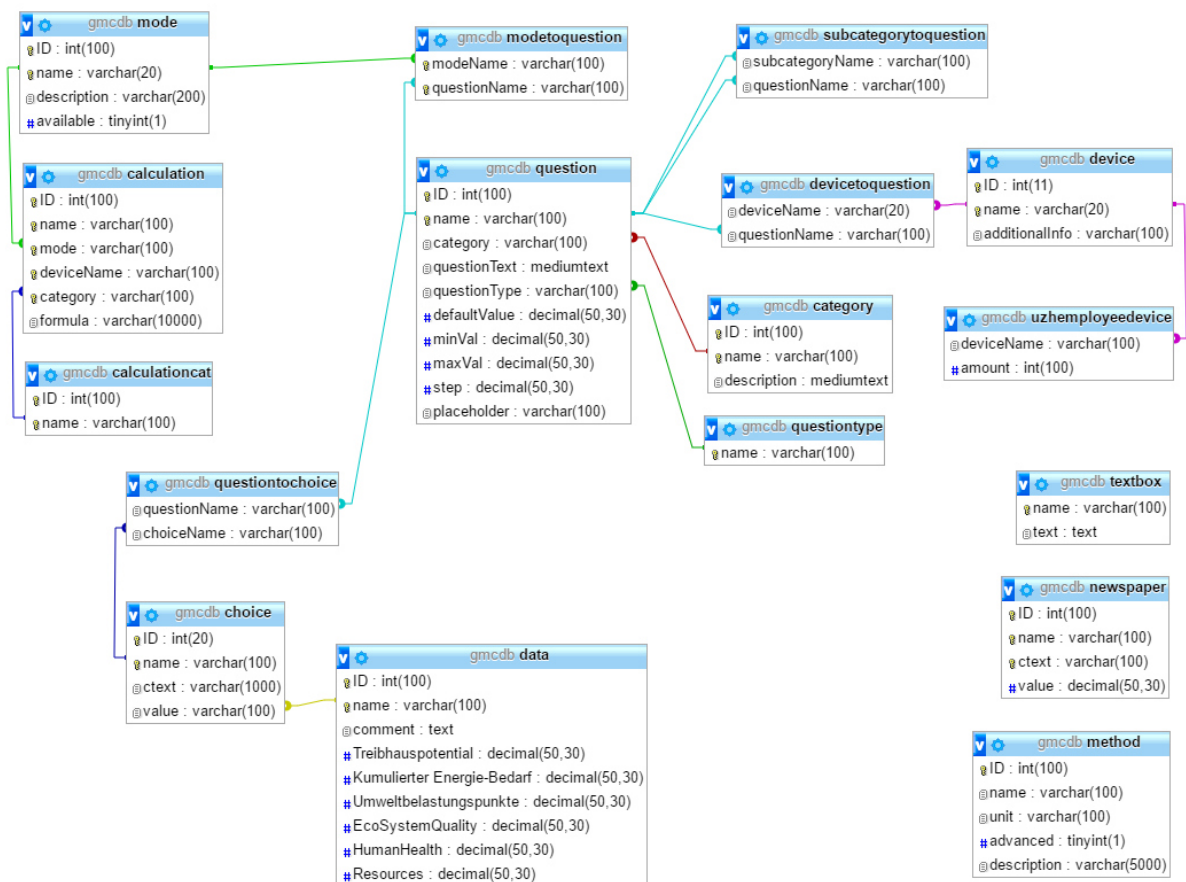 gmcdb mode
ID : int(100)
name : varchar(20)
description : varchar(200)
available : tinyint(1)
gmcdb modetoquestion
modeName : varchar(100)
questionName : varchar(100)
gmcdb subcategorytoquestion
subcategoryName : varchar(100)
questionName : varchar(100)
gmcdb calculation
ID : int(100)
name : varchar(100)
mode : varchar(100)
deviceName : varchar(100)
category : varchar(100)
formula : varchar(10000)
gmcdb question
ID : int(100)
name : varchar(100)
category : varchar(100)
questionText : mediumtext
questionType : varchar(100)
defaultValue : decimal(50,30)
minVal : decimal(50,30)
maxVal : decimal(50,30)
step : decimal(50,30)
placeholder : varchar(100)
gmcdb devicetoquestion
deviceName : varchar(20)
questionName : varchar(100)
gmcdb device
ID : int(11)
name : varchar(20)
additionalInfo : varchar(100)
gmcdb category
ID : int(100)
name : varchar(100)
description : mediumtext
gmcdb uzhemployeedevice
deviceName : varchar(100)
amount : int(100)
gmcdb calculationcat
ID : int(100)
name : varchar(100)
gmcdb questiontype
name : varchar(100)
gmcdb questiontochoice
questionName : varchar(100)
choiceName : varchar(100)
gmcdb textbox
name : varchar(100)
text : text
gmcdb choice
ID : int(20)
name : varchar(100)
ctext : varchar(1000)
value : varchar(100)
gmcdb data
ID : int(100)
name : varchar(100)
comment : text
Treibhauspotential : decimal(50,30)
Kumulierter Energie-Bedarf : decimal(50,30)
Umweltbelastungspunkte : decimal(50,30)
EcoSystemQuality : decimal(50,30)
HumanHealth : decimal(50,30)
Resources : decimal(50,30)
gmcdb newspaper
ID : int(100)
name : varchar(100)
ctext : varchar(100)
value : decimal(50,30)
gmcdb method
ID : int(100)
name : varchar(100)
unit : varchar(100)
advanced : tinyint(1)
description : varchar(5000)